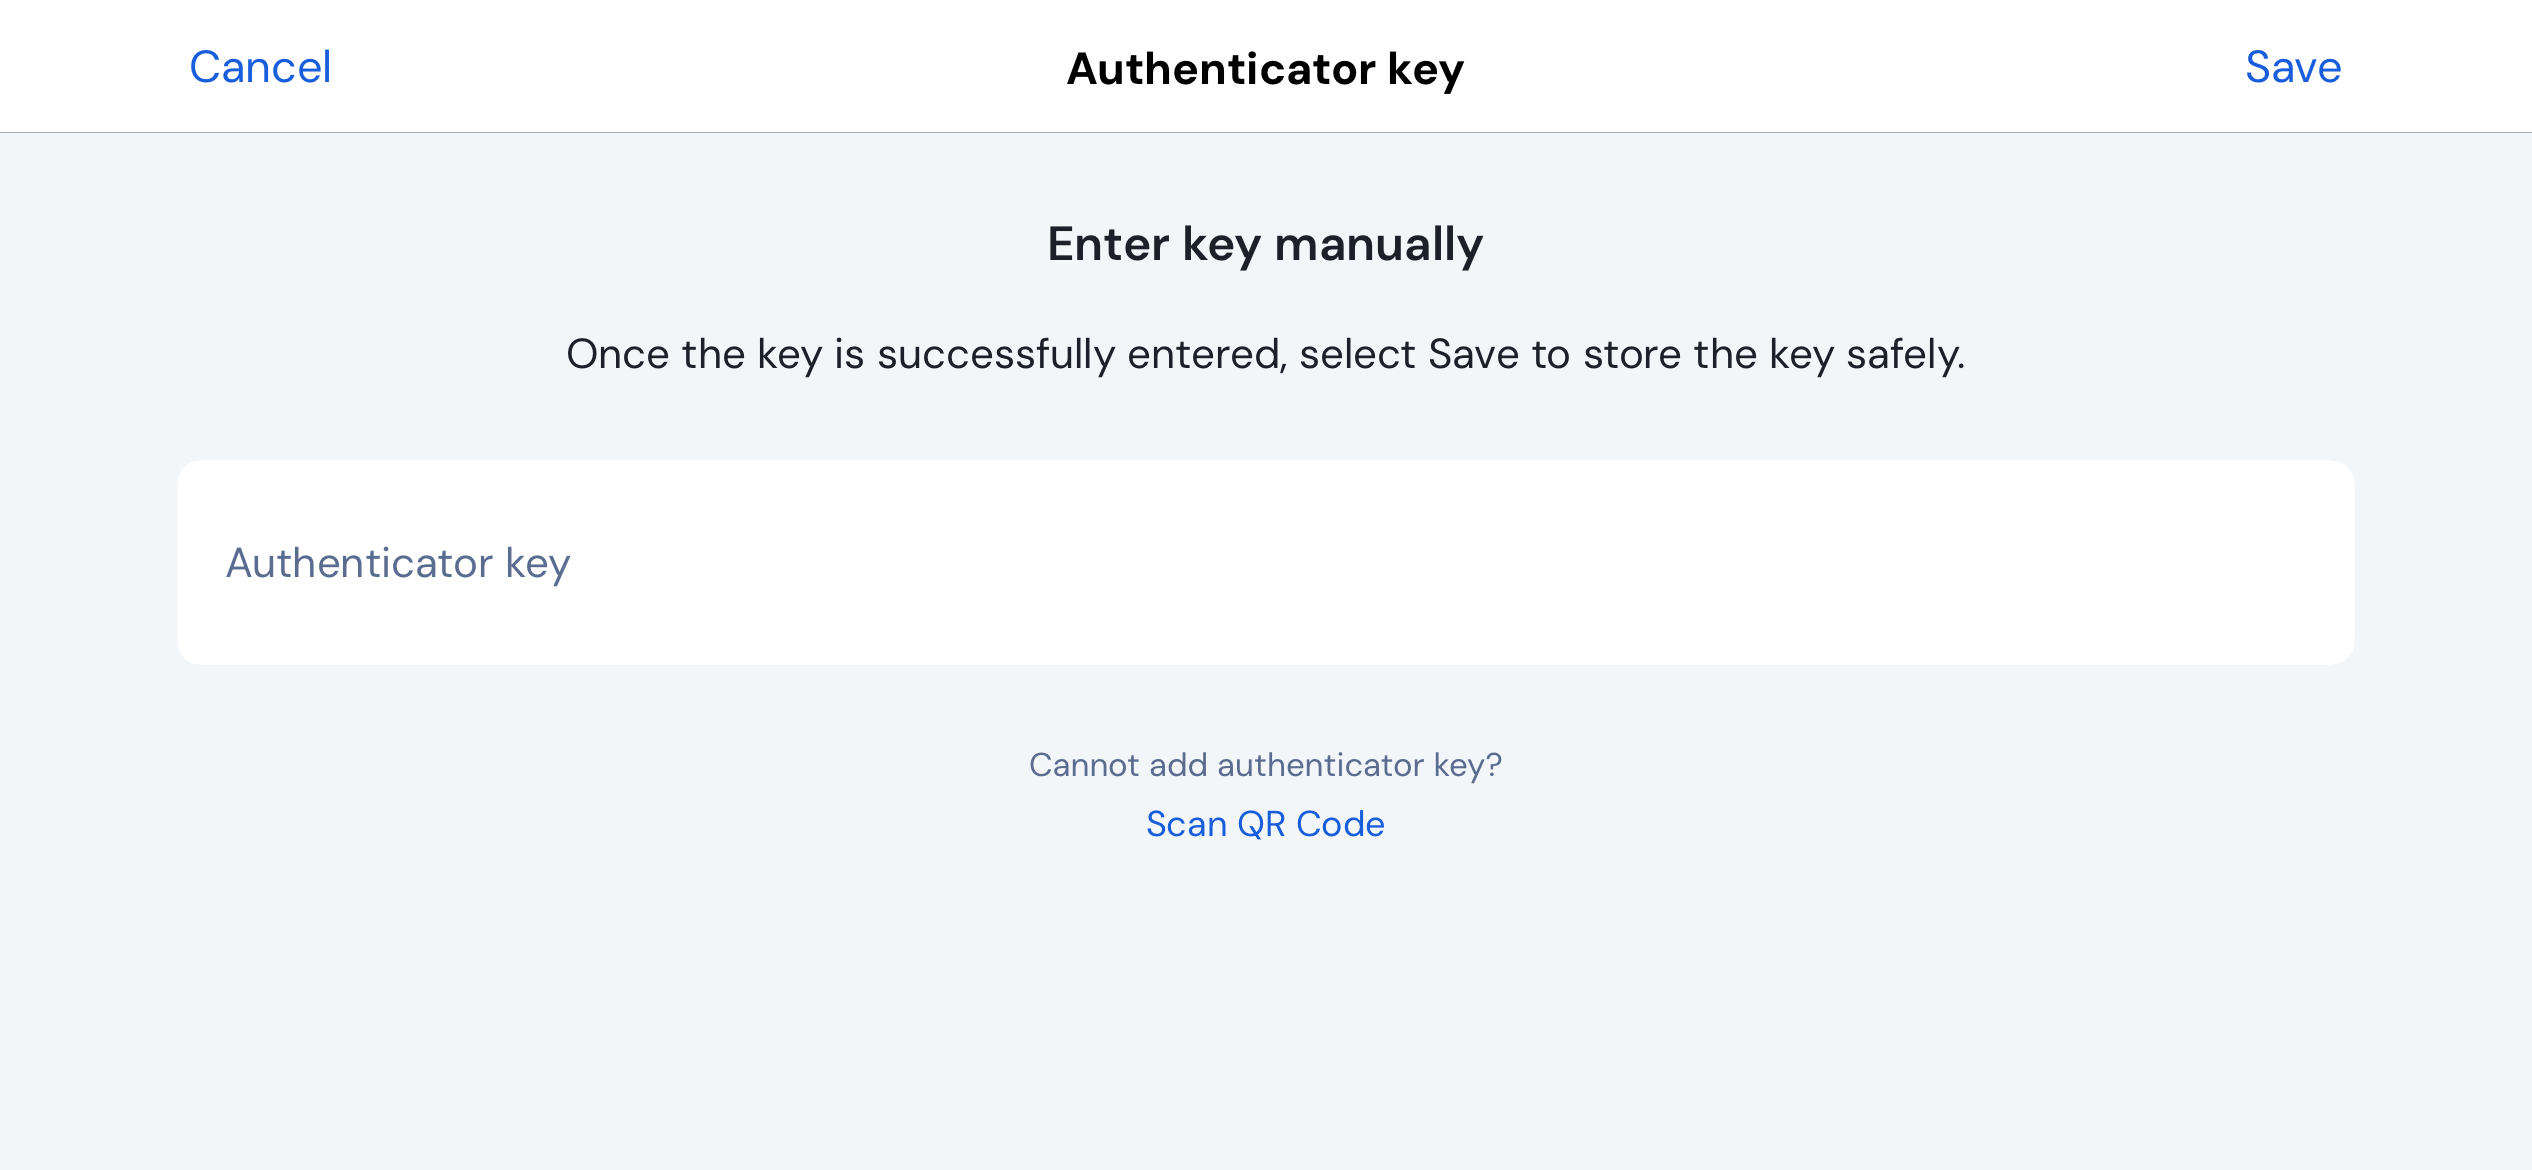 Cancel
Authenticator key
Save
Enter key manually
Once the key is successfully entered, select Save to store the key safely.
Authenticator key
Cannot add authenticator key?
Scan QR Code